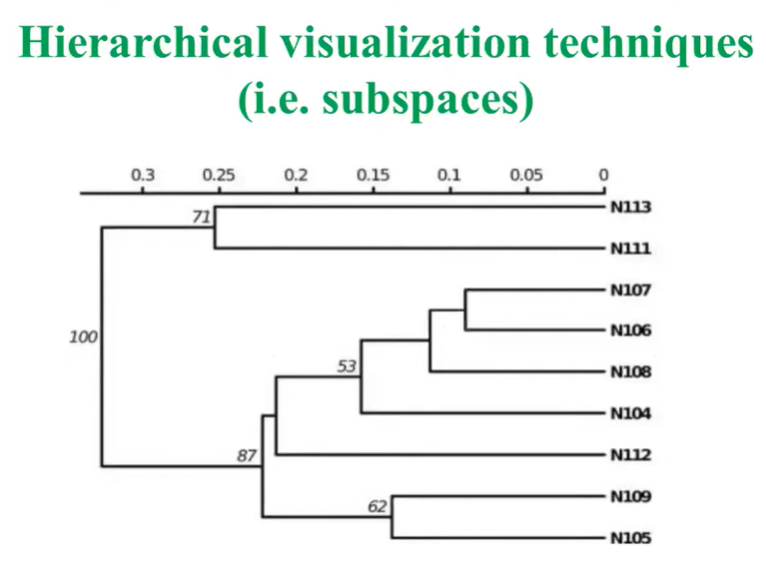 Hierarchical visualization techniques
(i.e. subspaces)
0.3 0.25 0.2 0.15 0.1 0.05 0
N113
71
N111
N107
N106
100
53
N108
N104
87
N112
N109
62
N105